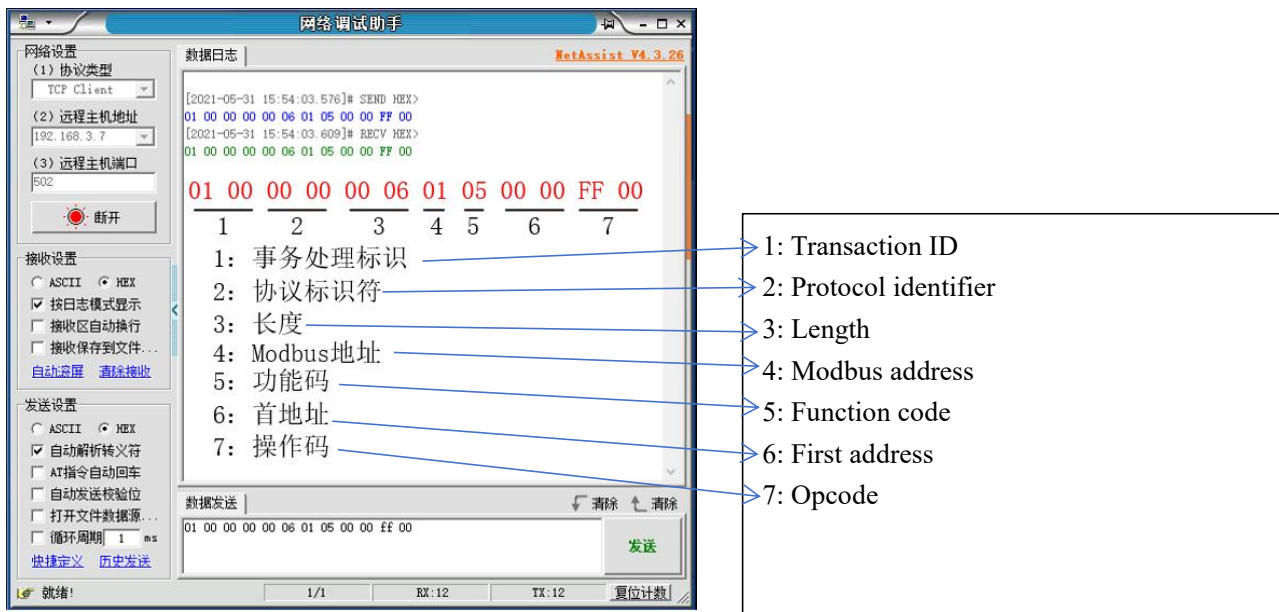 网络调试助手
网络设置
(1) 协议类型
TCP Client
(2) 远程主机地址
192.168.3.7
(3) 远程主机端口
502
断开
接收设置
ASCII HEX
按日志模式显示
接收区自动换行
接收保存到文件...
自动滚屏 清除接收
发送设置
ASCII HEX
自动解析转义符
AT指令自动回车
自动发送校验位
打开文件数据源...
循环周期 1 ms
快捷定义 历史发送
数据日志 NetAssist V4.3.26
[2021-05-31 15:54:03.576]# SEND HEX>
01 00 00 00 00 06 01 05 00 00 FF 00
[2021-05-31 15:54:03.609]# RECV HEX>
01 00 00 00 00 06 01 05 00 00 FF 00
01 00 00 00 00 06 01 05 00 00 FF 00
1 2 3 4 5 6 7
1: 事务处理标识
2: 协议标识符
3: 长度
4: Modbus地址
5: 功能码
6: 首地址
7: 操作码
数据发送 清除 清除
01 00 00 00 00 06 01 05 00 00 ff 00
发送
就绪! 1/1 RX:12 TX:12 复位计数
1: Transaction ID
2: Protocol identifier
3: Length
4: Modbus address
5: Function code
6: First address
7: Opcode